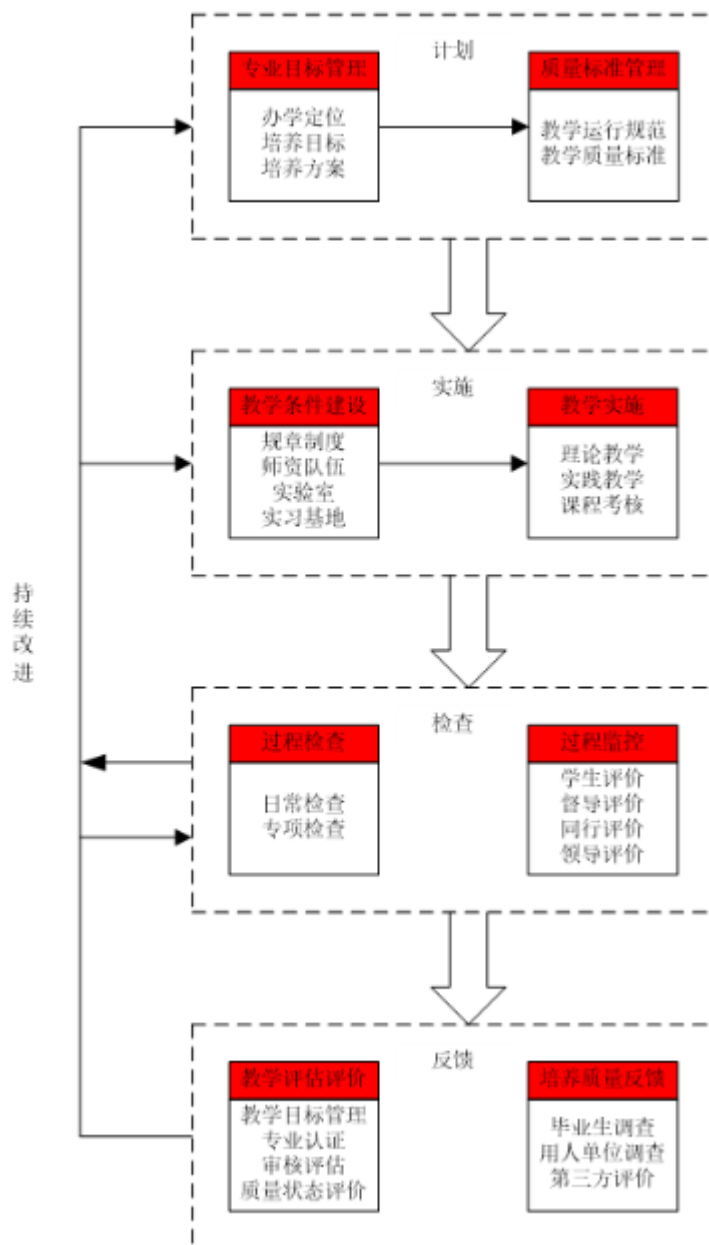 计划
专业目标管理
办学定位
培养目标
培养方案
质量标准管理
教学运行规范
教学质量标准
实施
教学条件建设
规章制度
师资队伍
实验室
实习基地
教学实施
理论教学
实践教学
课程考核
持续改进
检查
过程检查
日常检查
专项检查
过程监控
学生评价
督导评价
同行评价
领导评价
反馈
教学评估评价
教学目标管理
专业认证
审核评估
质量状态评价
培养质量反馈
毕业生调查
用人单位调查
第三方评价